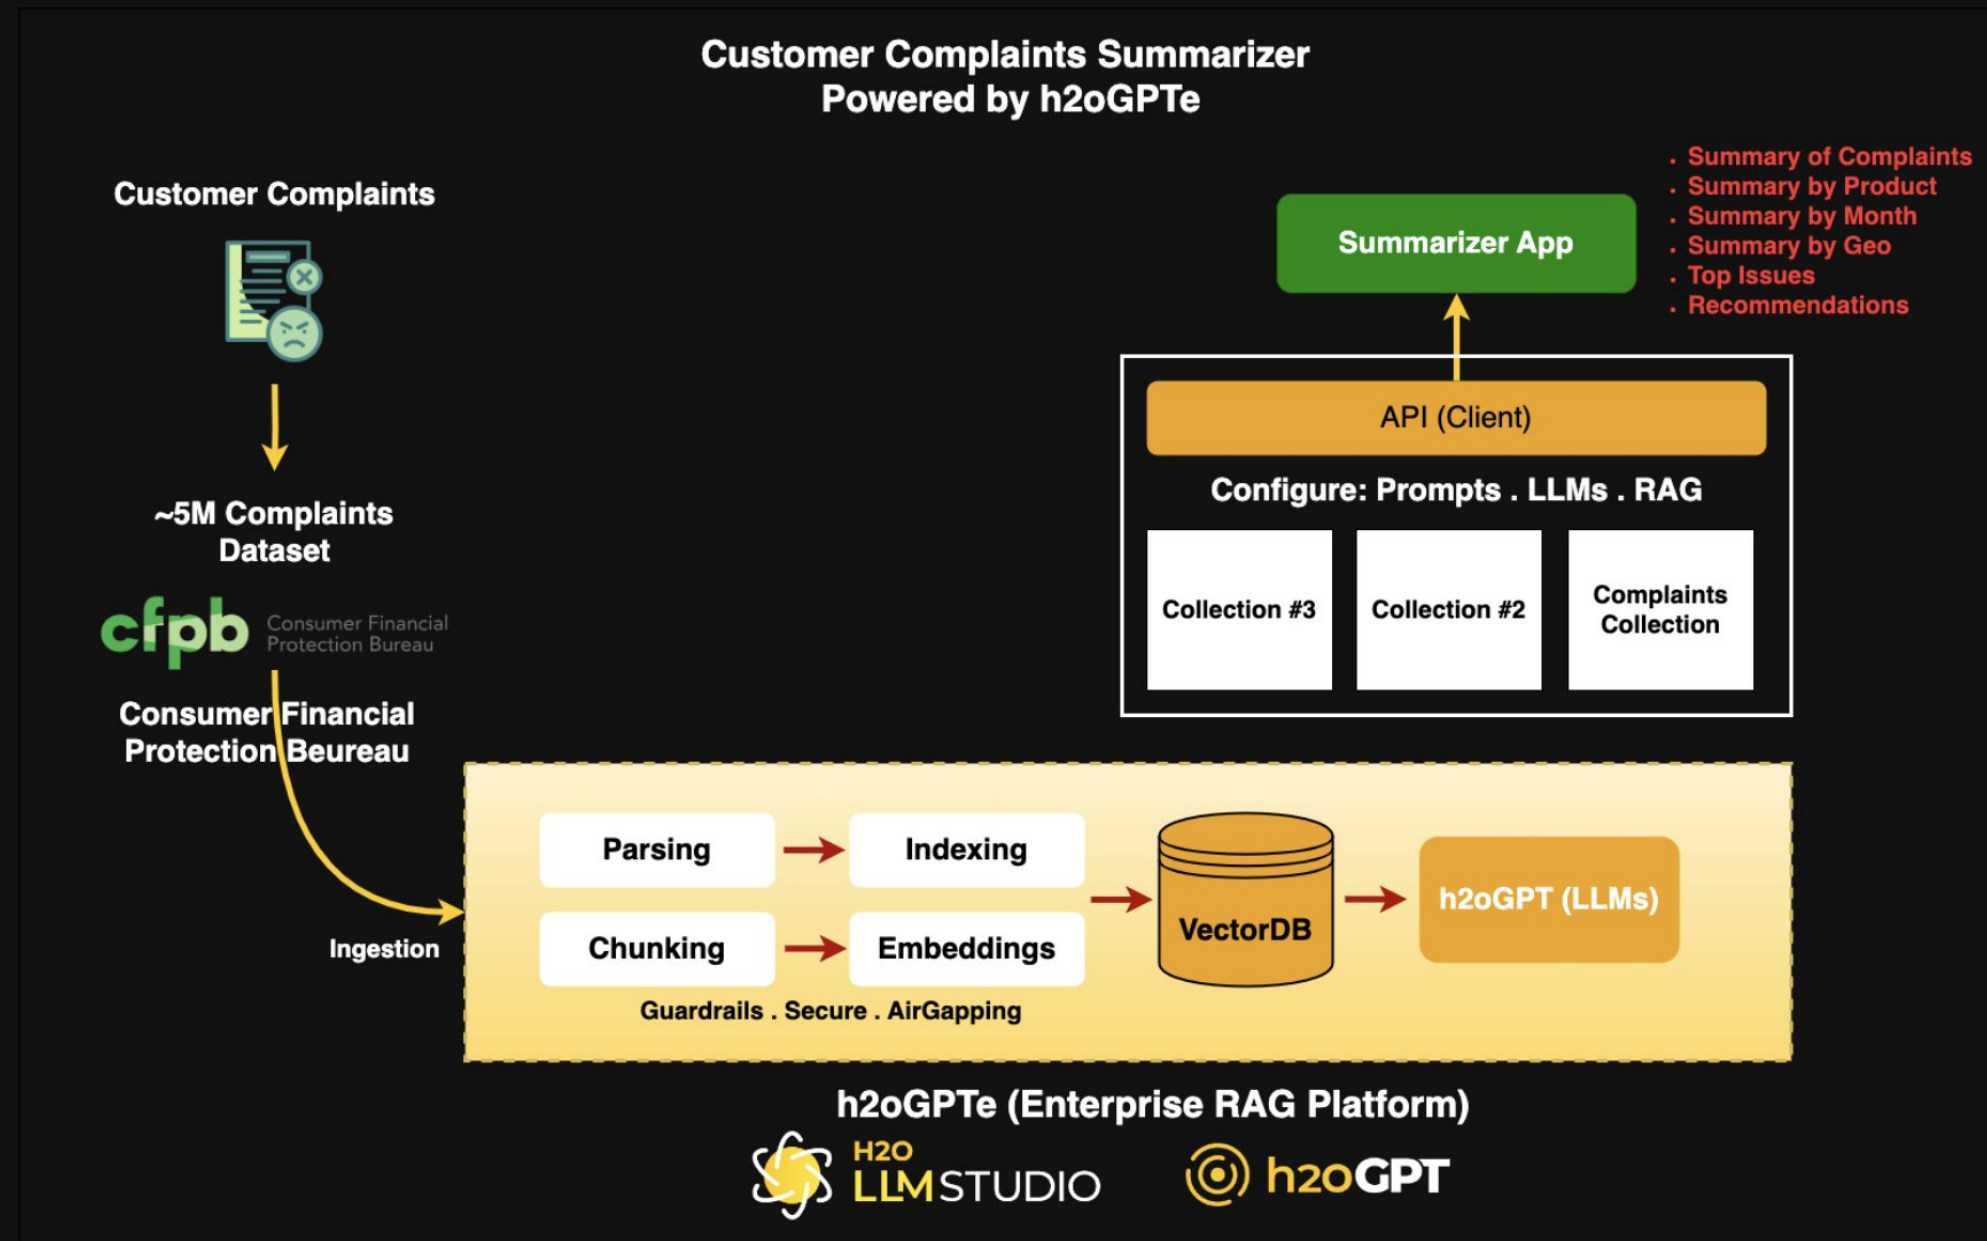 Customer Complaints Summarizer
Powered by h2oGPTe
Customer Complaints
~5M Complaints
Dataset
cfpb Consumer Financial
Protection Bureau
Consumer Financial
Protection Beureau
Ingestion
Summarizer App
. Summary of Complaints
. Summary by Product
. Summary by Month
. Summary by Geo
. Top Issues
. Recommendations
API (Client)
Configure: Prompts . LLMs . RAG
Collection #3
Collection #2
Complaints
Collection
Parsing
Indexing
Chunking
Embeddings
Guardrails . Secure . AirGapping
VectorDB
h2oGPT (LLMs)
h2oGPTe (Enterprise RAG Platform)
H2O
LLM STUDIO
h2oGPT